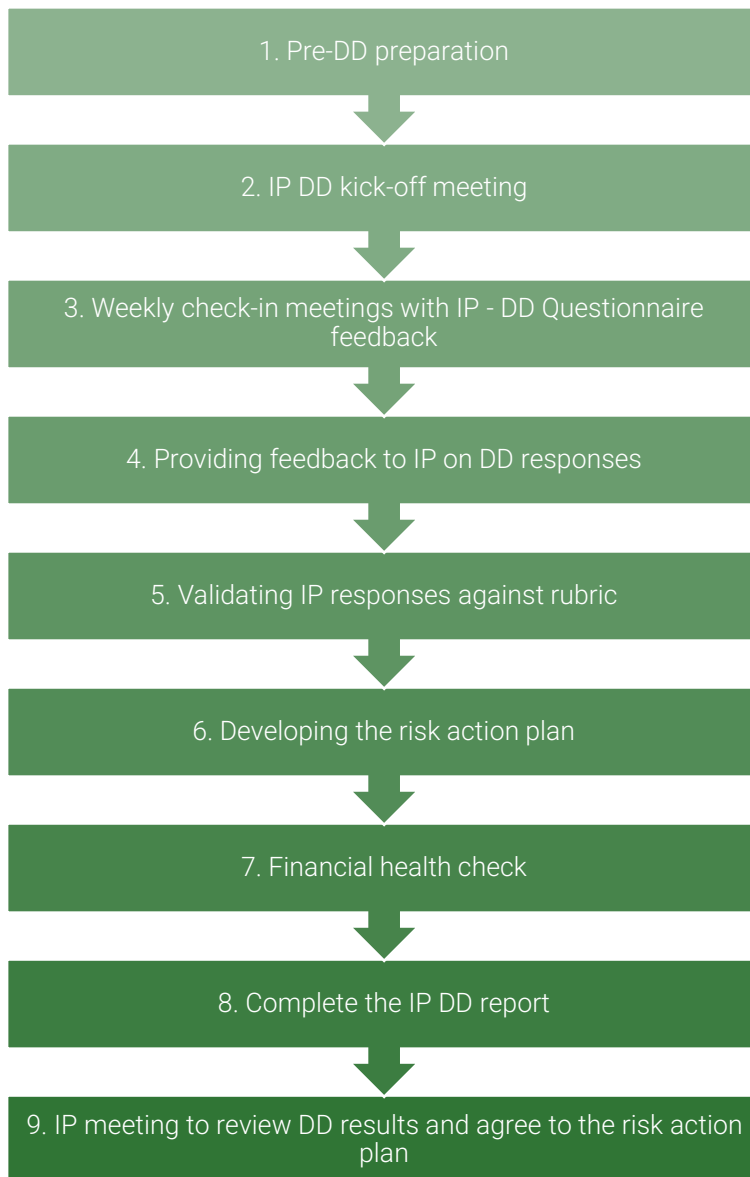 1. Pre-DD preparation
2. IP DD kick-off meeting
3. Weekly check-in meetings with IP - DD Questionnaire
feedback
4. Providing feedback to IP on DD responses
5. Validating IP responses against rubric
6. Developing the risk action plan
7. Financial health check
8. Complete the IP DD report
9. IP meeting to review DD results and agree to the risk action
plan